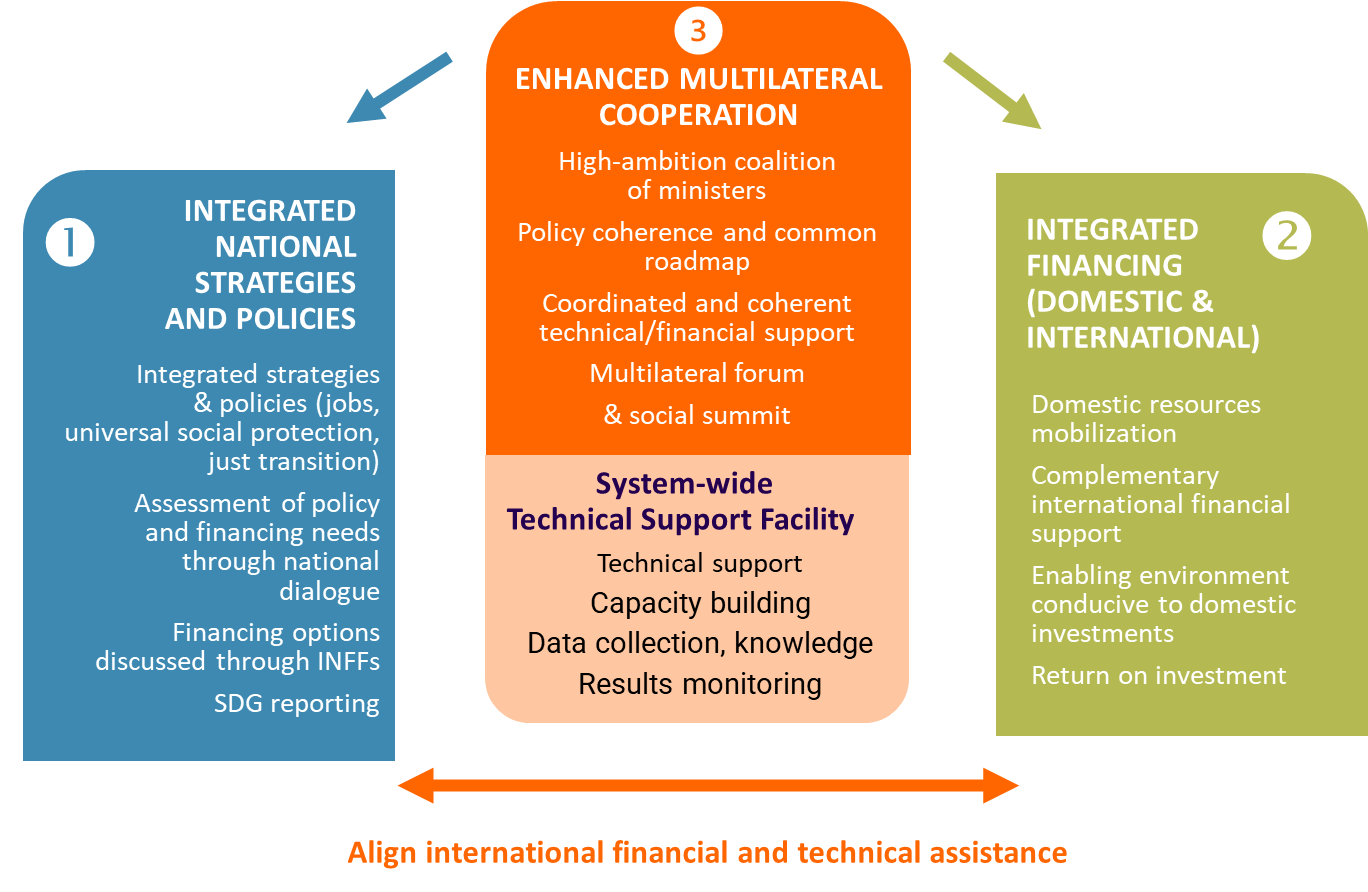 1
INTEGRATED
NATIONAL
STRATEGIES
AND POLICIES
Integrated strategies
& policies (jobs,
universal social protection,
just transition)
Assessment of policy
and financing needs
through national
dialogue
Financing options
discussed through INFFs
SDG reporting
3
ENHANCED MULTILATERAL
COOPERATION
High-ambition coalition
of ministers
Policy coherence and common
roadmap
Coordinated and coherent
technical/financial support
Multilateral forum
& social summit
System-wide
Technical Support Facility
Technical support
Capacity building
Data collection, knowledge
Results monitoring
2
INTEGRATED
FINANCING
(DOMESTIC &
INTERNATIONAL)
Domestic resources
mobilization
Complementary
international financial
support
Enabling environment
conducive to domestic
investments
Return on investment
Align international financial and technical assistance